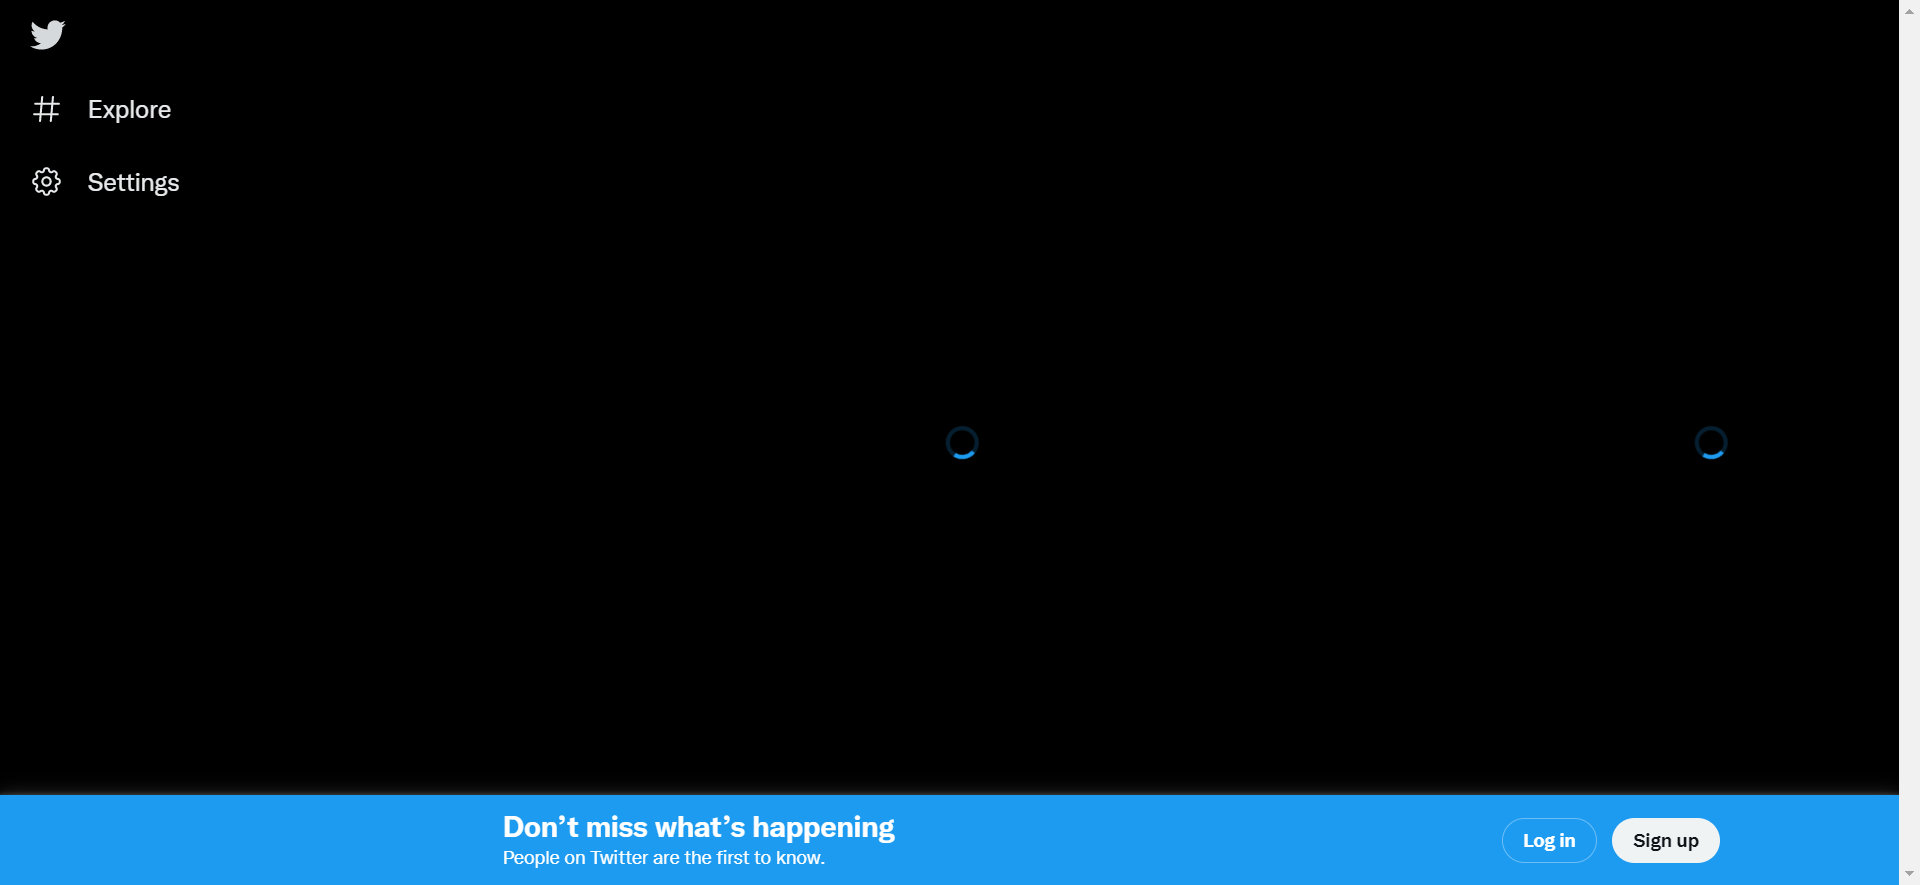 Explore
Settings
Don’t miss what’s happening
People on Twitter are the first to know.
Log in
Sign up